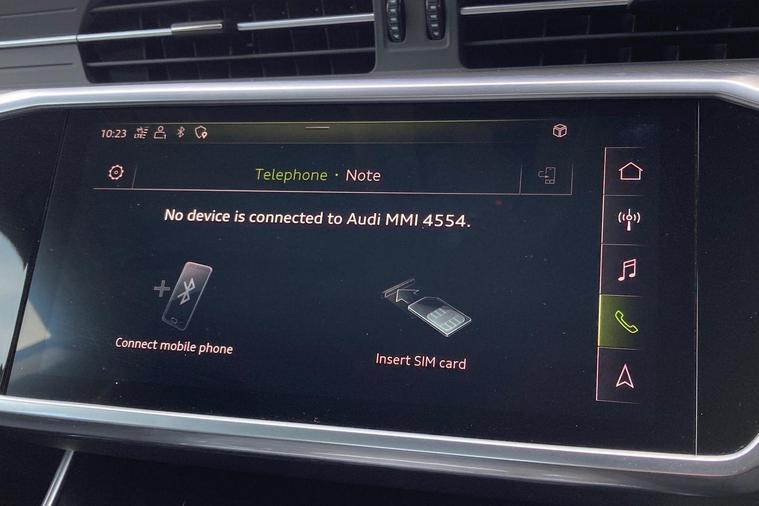 10:23
Telephone · Note
No device is connected to Audi MMI 4554.
Connect mobile phone
Insert SIM card